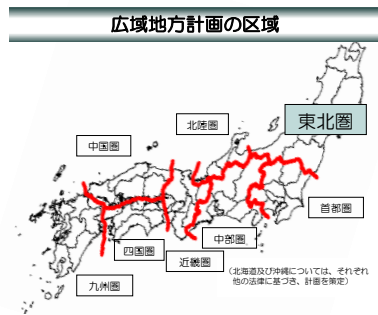 広域地方計画の区域
東北圏
北陸圏
中国圏
首都圏
中部圏
四国圏
近畿圏
九州圏
(北海道及び沖縄については、それぞれ
他の法律に基づき、計画を策定)